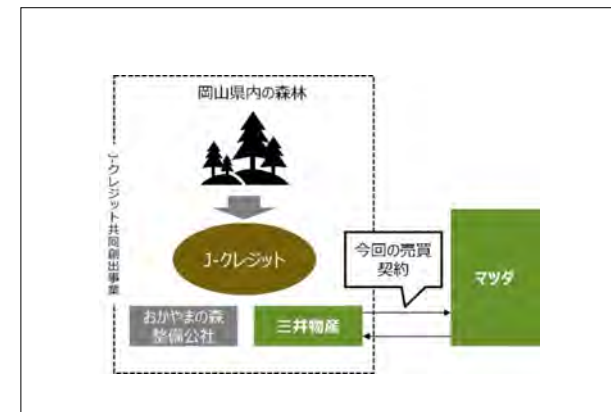 岡山県内の森林
J-クレジット共同創出事業
J-クレジット
今回の売買
契約
マツダ
おかやまの森
整備公社
三井物産